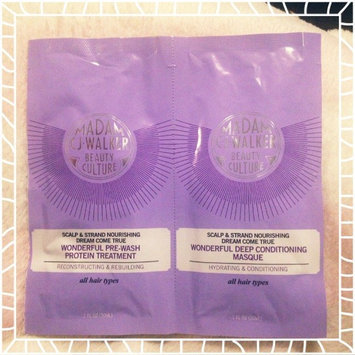 MADAM
CJ WALKER
BEAUTY
CULTURE
SCALP & STRAND NOURISHING
DREAM COME TRUE
WONDERFUL PRE-WASH
PROTEIN TREATMENT
RECONSTRUCTING & REBUILDING
all hair types
MADAM
CJ WALKER
BEAUTY
CULTURE
SCALP & STRAND NOURISHING
DREAM COME TRUE
WONDERFUL DEEP CONDITIONING
MASQUE
HYDRATING & CONDITIONING
all hair types